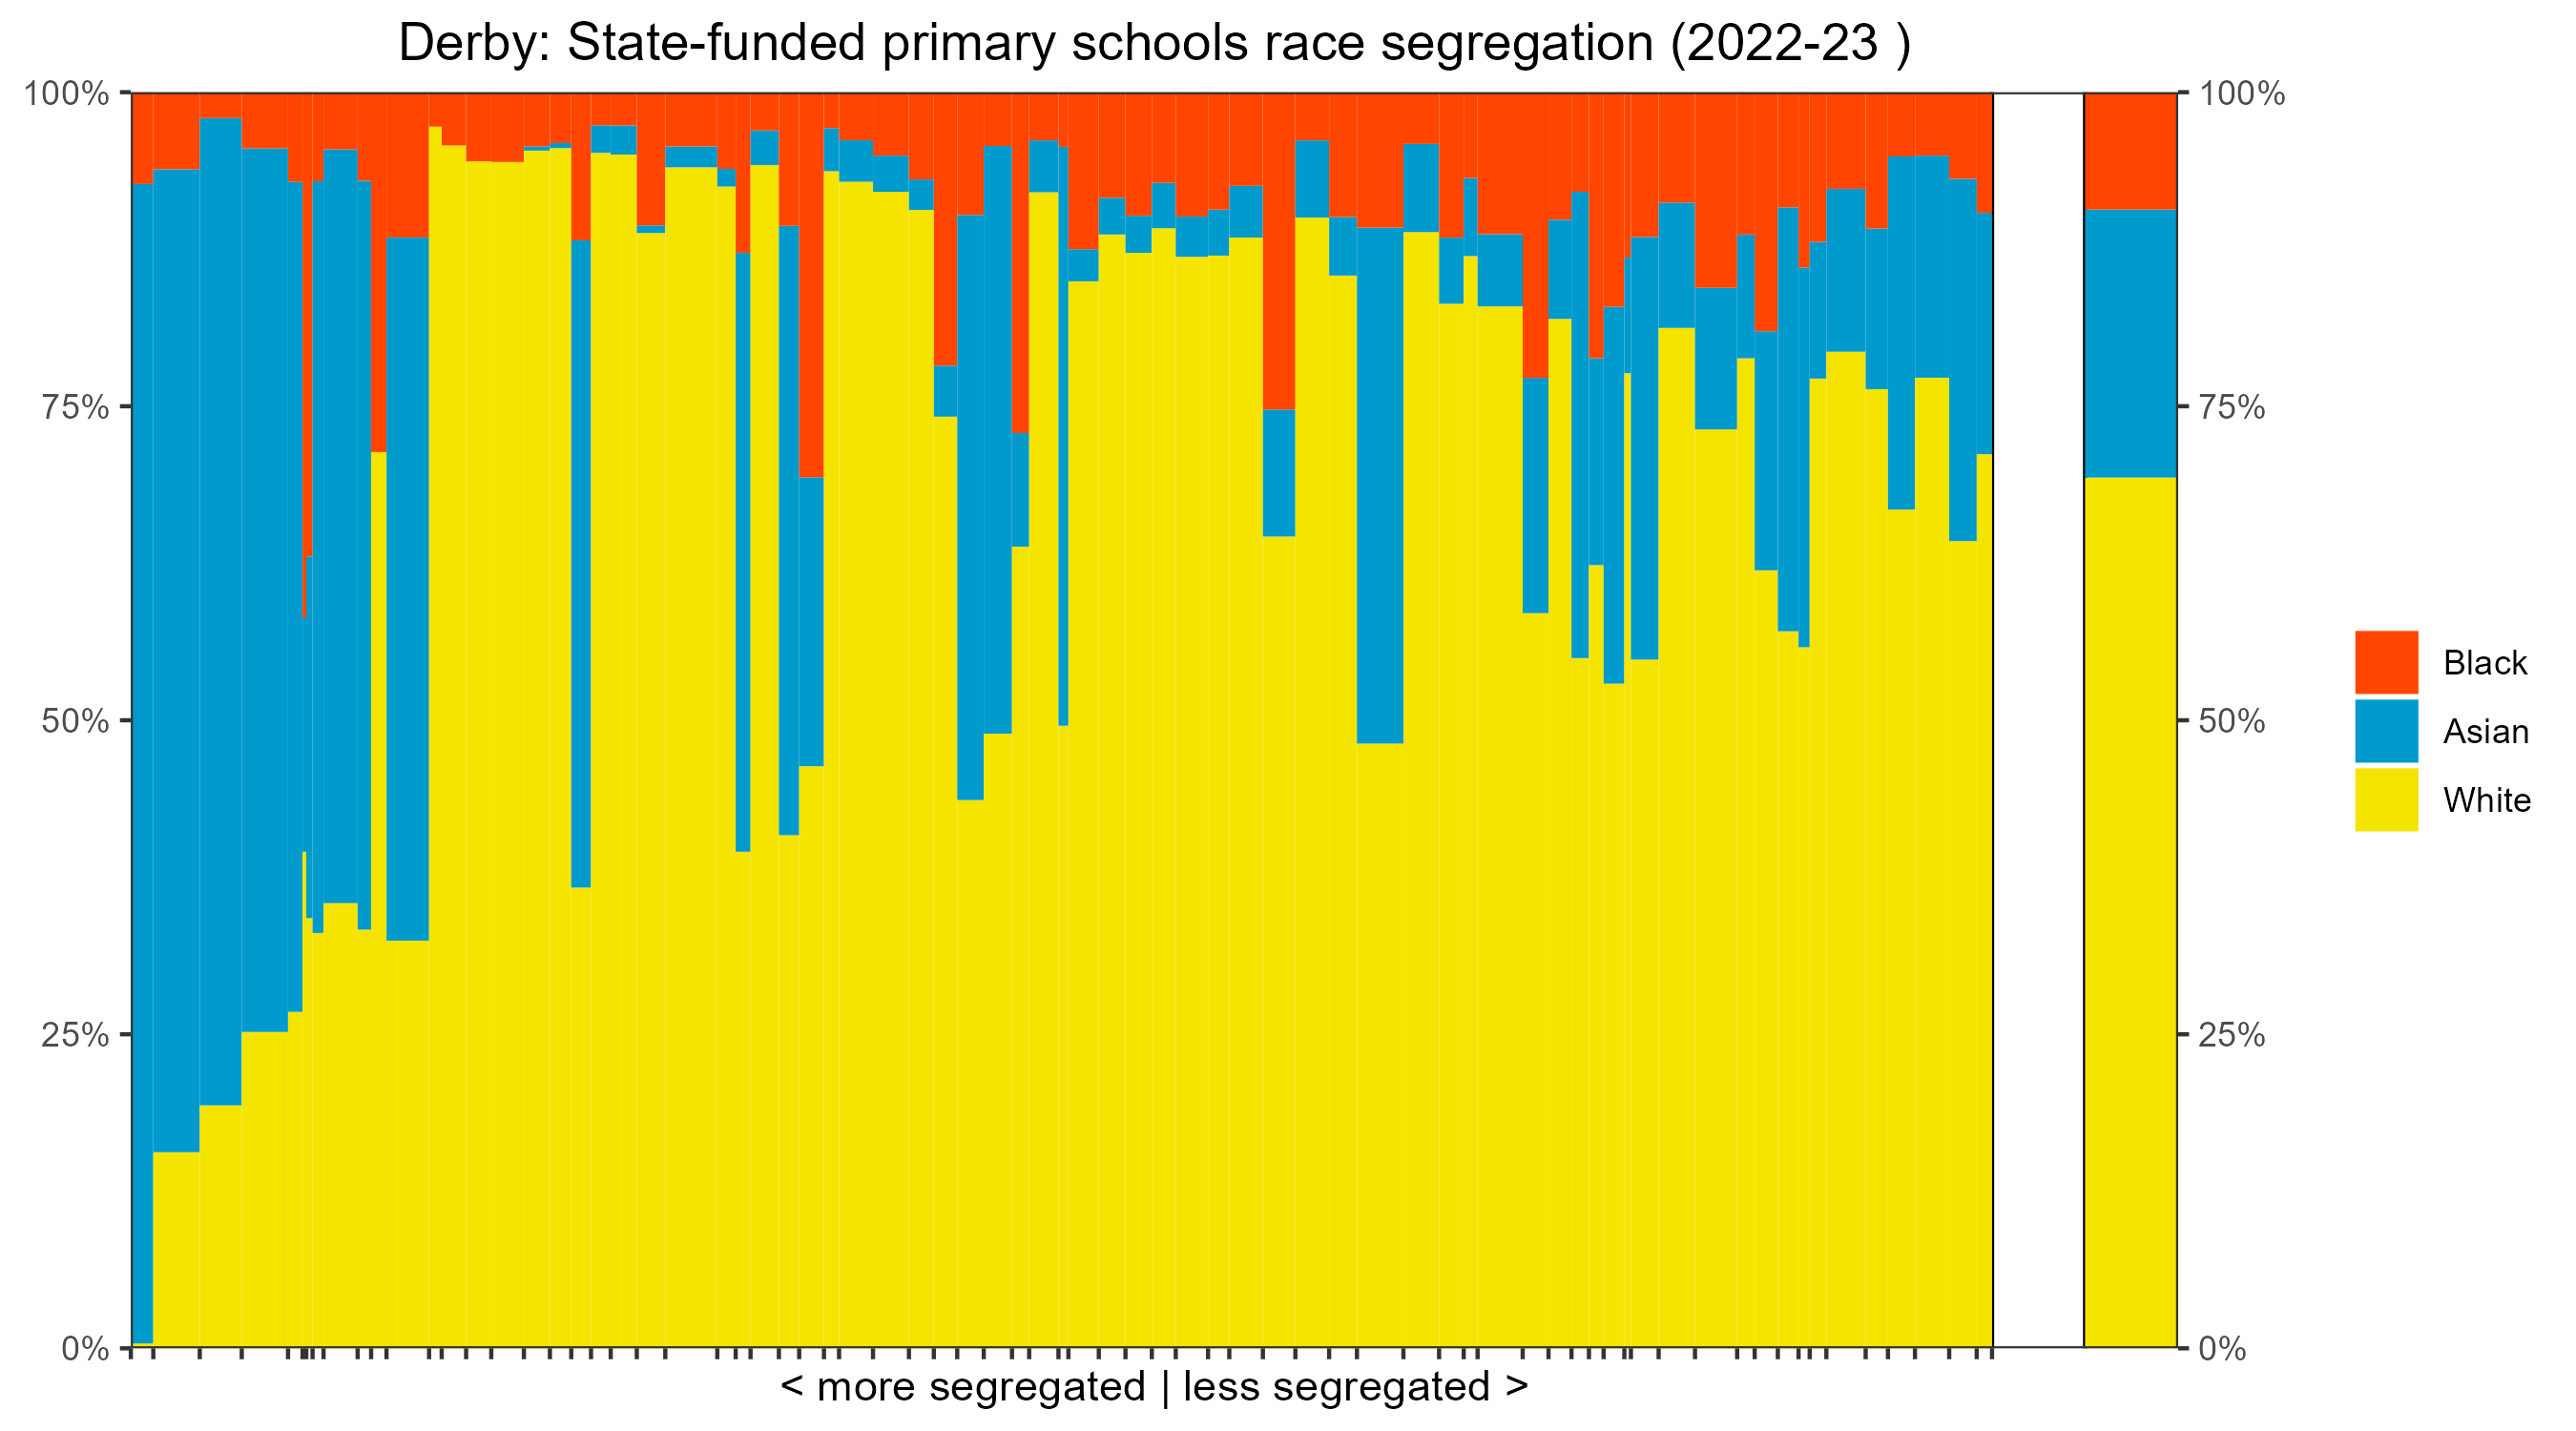 Derby: State-funded primary schools race segregation (2022-23 )
100%
75%
50%
25%
0%
100%
75%
50%
25%
0%
Black
Asian
White
< more segregated | less segregated >